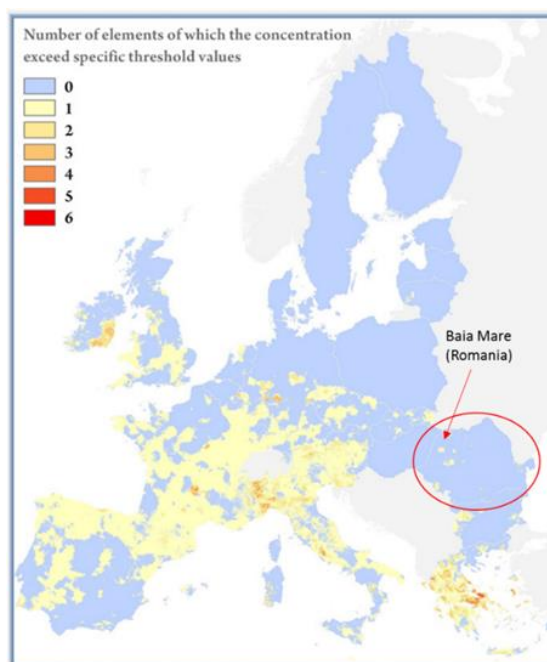 Number of elements of which the concentration
exceed specific threshold values
0
1
2
3
4
5
6
Baia Mare
(Romania)